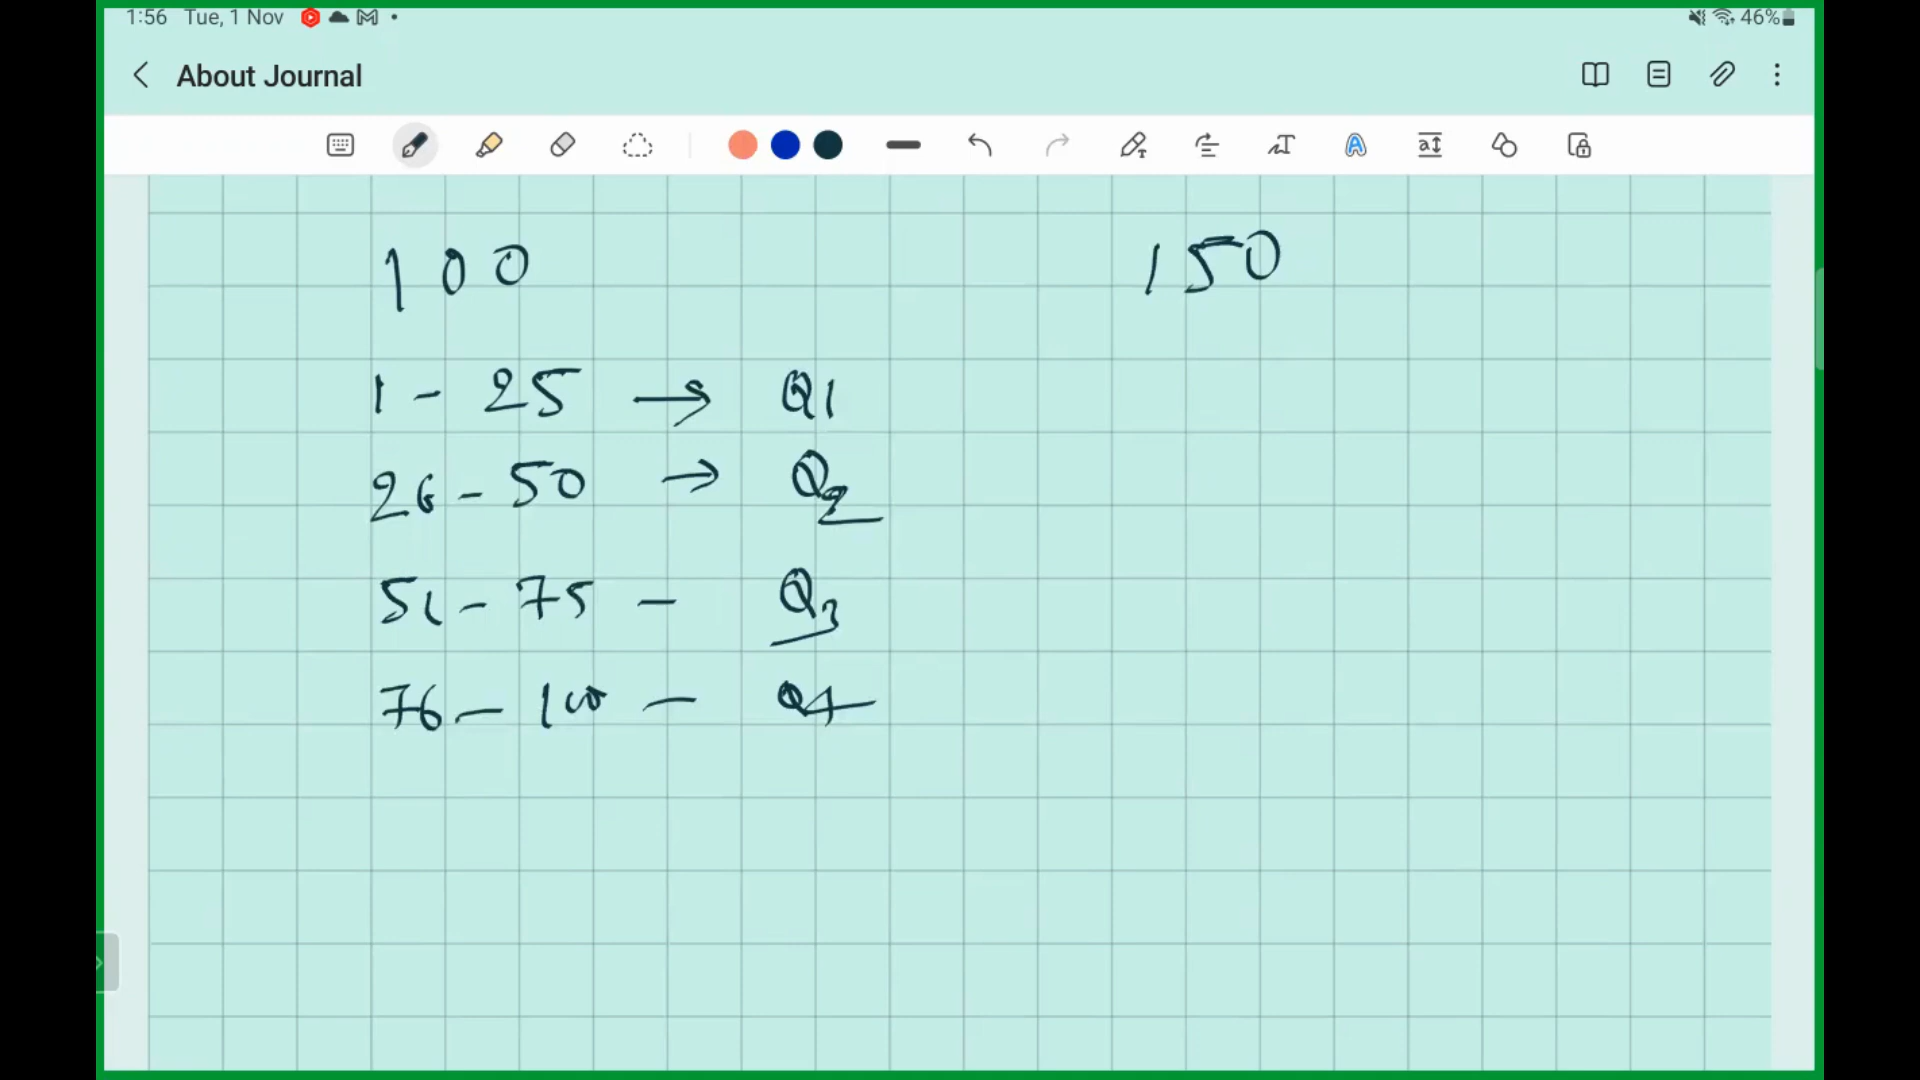 1:56 Tue, 1 Nov 46%
About Journal
100 150
1 - 25 → Q1
26 - 50 → Q2
51 - 75 - Q3
76 - 100 - Q4